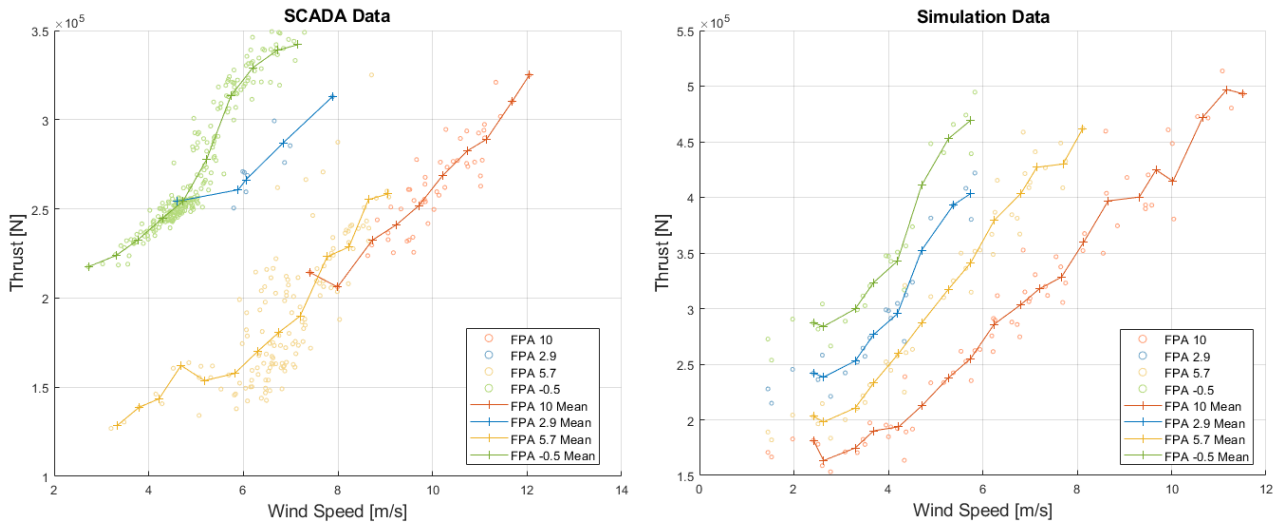 SCADA Data
×10⁵
3.5
3
2.5
2
1.5
1
Thrust [N]
2 4 6 8 10 12 14
Wind Speed [m/s]
FPA 10
FPA 2.9
FPA 5.7
FPA -0.5
FPA 10 Mean
FPA 2.9 Mean
FPA 5.7 Mean
FPA -0.5 Mean
Simulation Data
×10⁵
5.5
5
4.5
4
3.5
3
2.5
2
1.5
Thrust [N]
0 2 4 6 8 10 12
Wind Speed [m/s]
FPA 10
FPA 2.9
FPA 5.7
FPA -0.5
FPA 10 Mean
FPA 2.9 Mean
FPA 5.7 Mean
FPA -0.5 Mean